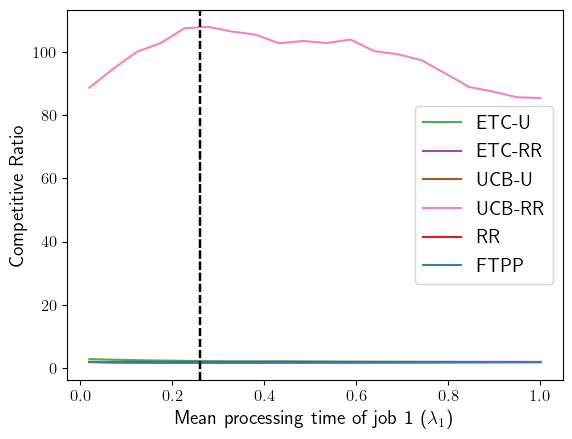 100
80
60
40
20
0
Competitive Ratio
ETC-U
ETC-RR
UCB-U
UCB-RR
RR
FTPP
0.0 0.2 0.4 0.6 0.8 1.0
Mean processing time of job 1 (λ₁)